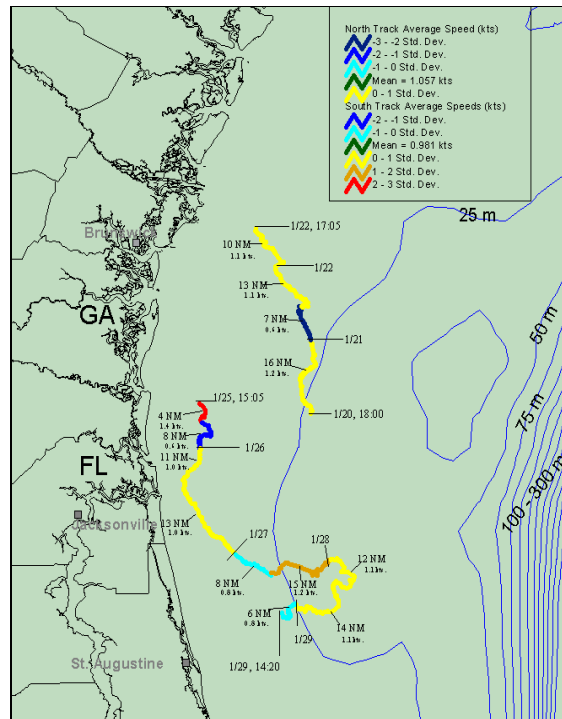 North Track Average Speed (kts)
-3 - -2 Std. Dev.
-2 - -1 Std. Dev.
-1 - 0 Std. Dev.
Mean = 1.057 kts
0 - 1 Std. Dev.
South Track Average Speeds (kts)
-2 - -1 Std. Dev.
-1 - 0 Std. Dev.
Mean = 0.981 kts
0 - 1 Std. Dev.
1 - 2 Std. Dev.
2 - 3 Std. Dev.
25 m
1/22, 17:05
Brunswick
10 NM
1.1 kts.
1/22
13 NM
1.1 kts.
GA
7 NM
0.6 kts.
50 m
1/21
16 NM
1.2 kts.
75 m
1/25, 15:05
4 NM
1.4 kts.
1/20, 18:00
8 NM
0.6 kts.
1/26
11 NM
1.0 kts.
FL
100 - 300 m
Jacksonville
13 NM
1.0 kts.
1/27
1/28
12 NM
1.1kts.
8 NM
0.8 kts.
15 NM
1.2 kts.
6 NM
0.8 kts.
14 NM
1.1 kts.
1/29
St. Augustine
1/29, 14:20